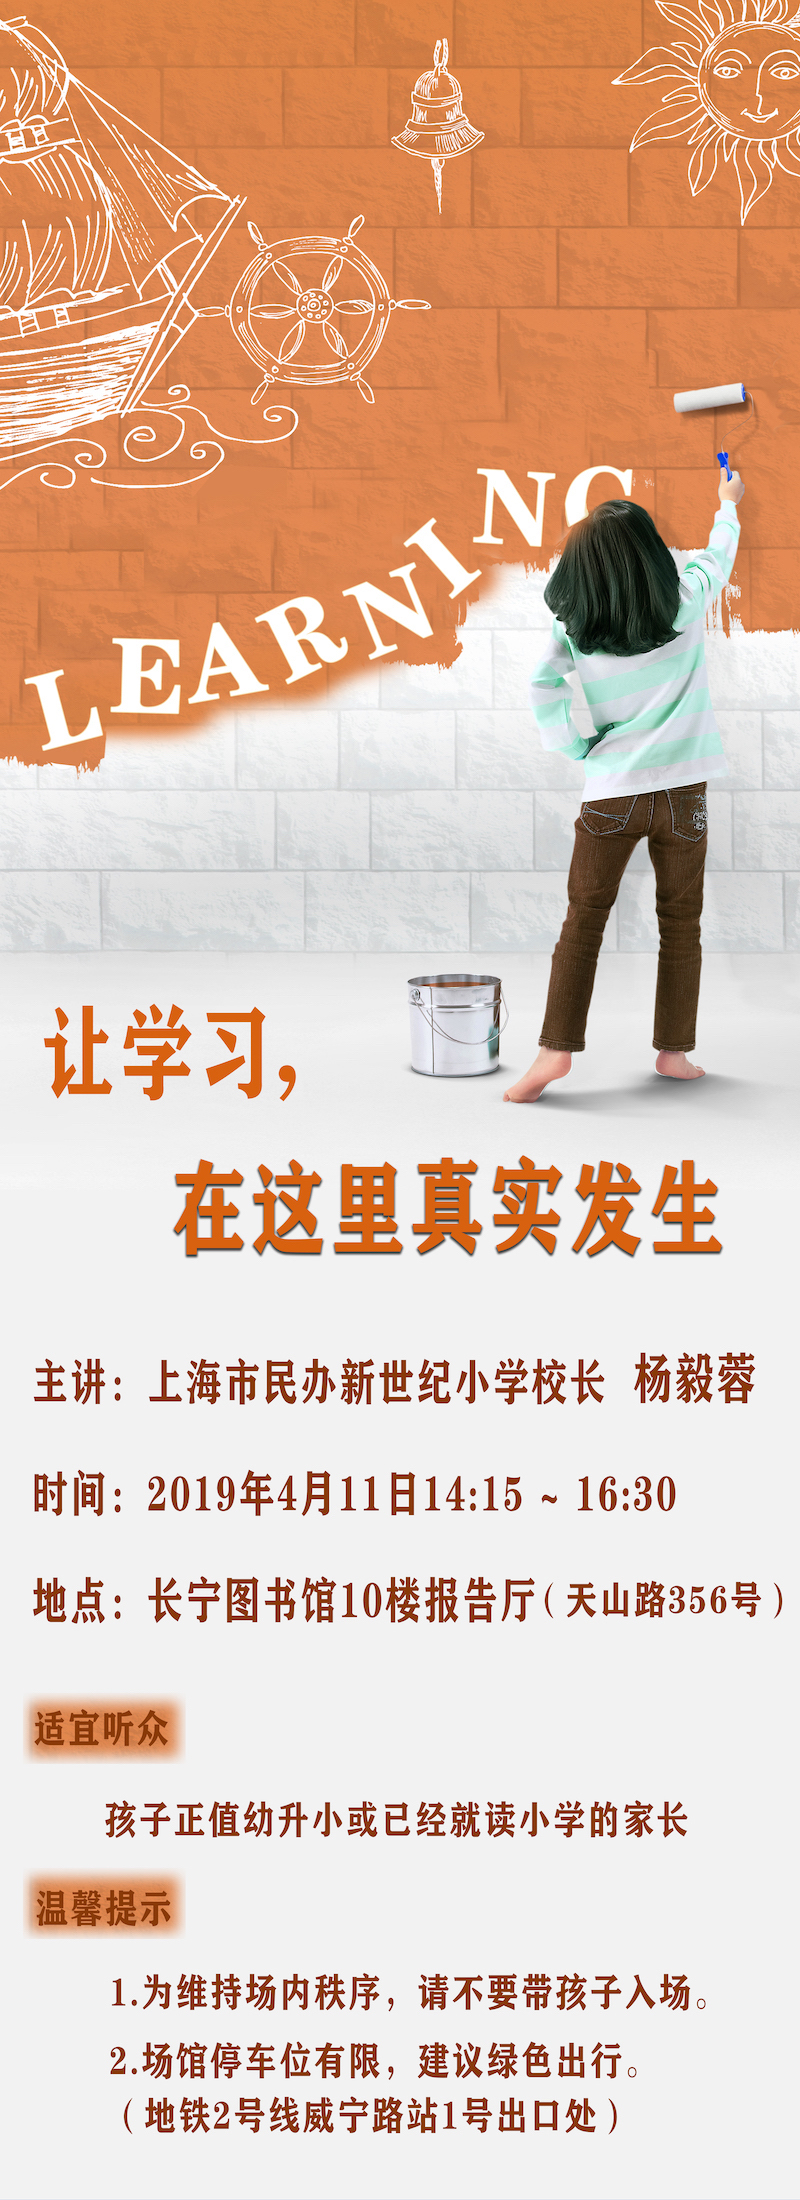 LEARNING
让学习，
在这里真实发生
主讲：上海市民办新世纪小学校长 杨毅蓉
时间：2019年4月11日14:15 ~ 16:30
地点：长宁图书馆10楼报告厅（天山路356号）
适宜听众
孩子正值幼升小或已经就读小学的家长
温馨提示
1.为维持场内秩序，请不要带孩子入场。
2.场馆停车位有限，建议绿色出行。
（地铁2号线威宁路站1号出口处）